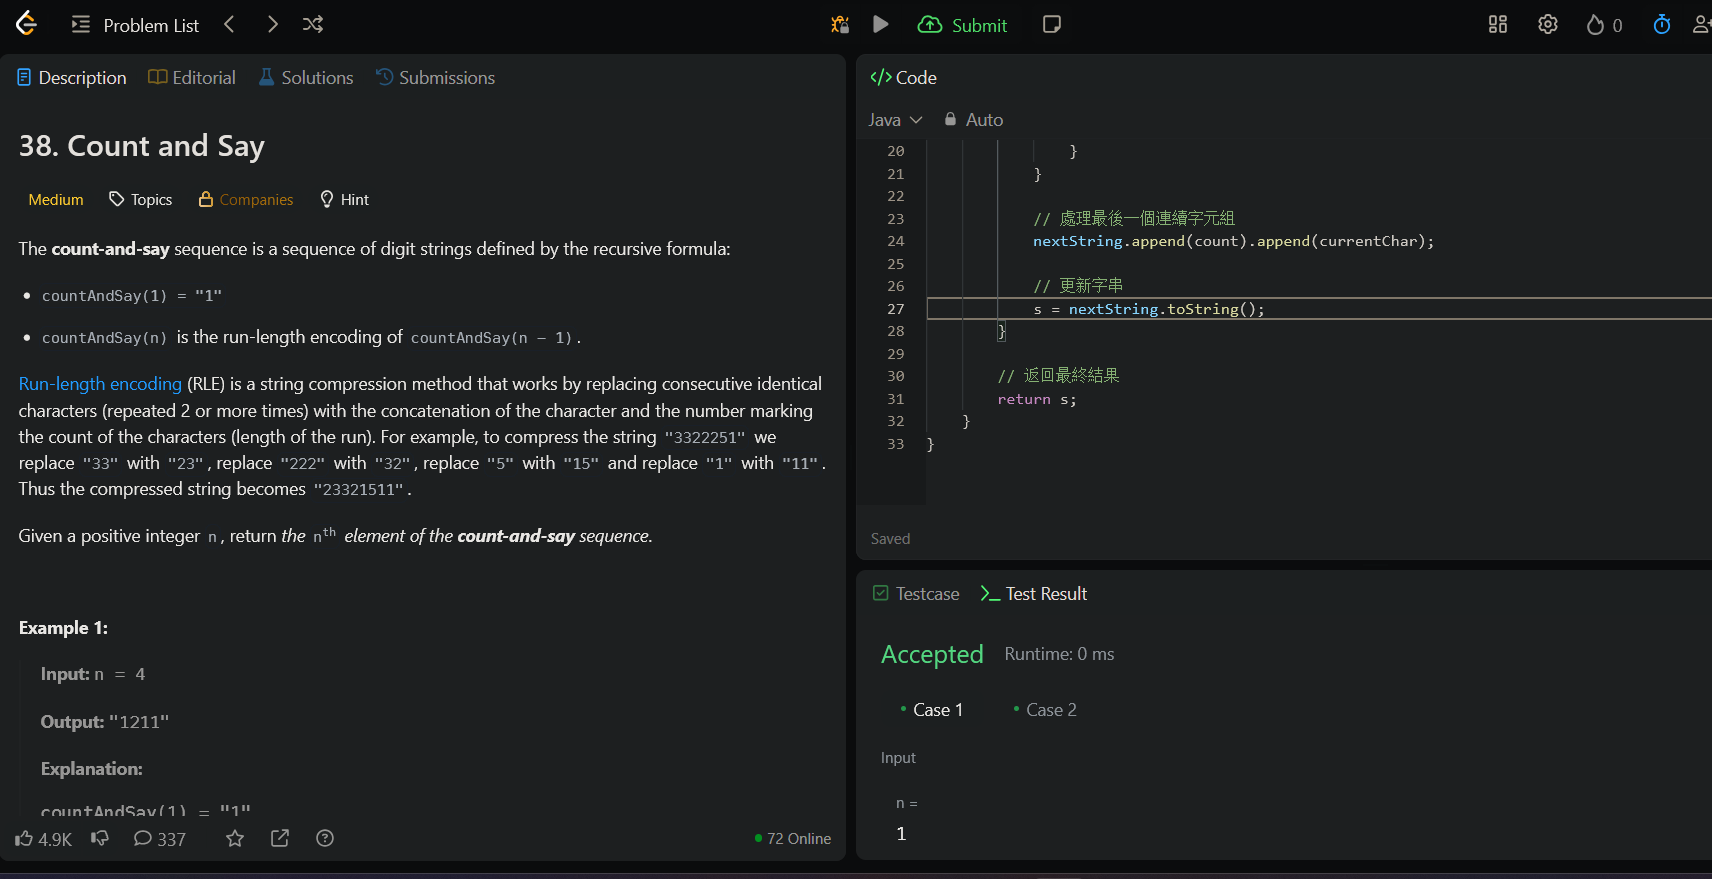 Problem List
Submit
0
Description
Editorial
Solutions
Submissions
38. Count and Say
Medium
Topics
Companies
Hint
The count-and-say sequence is a sequence of digit strings defined by the recursive formula:
• countAndSay(1) = "1"
• countAndSay(n) is the run-length encoding of countAndSay(n - 1).
Run-length encoding (RLE) is a string compression method that works by replacing consecutive identical
characters (repeated 2 or more times) with the concatenation of the character and the number marking
the count of the characters (length of the run). For example, to compress the string "3322251" we
replace "33" with "23", replace "222" with "32", replace "5" with "15" and replace "1" with "11".
Thus the compressed string becomes "23321511".
Given a positive integer n, return the nth element of the count-and-say sequence.
Example 1:
Input: n = 4
Output: "1211"
Explanation:
countAndSay(1) = "1"
4.9K
337
72 Online
</> Code
Java
Auto
20 }
21 }
22
23 // 處理最後一個連續字元組
24 nextString.append(count).append(currentChar);
25
26 // 更新字串
27 s = nextString.toString();
28 }
29
30 // 返回最終結果
31 return s;
32 }
33 }
Saved
Testcase
>_ Test Result
Accepted
Runtime: 0 ms
• Case 1
• Case 2
Input
n =
1